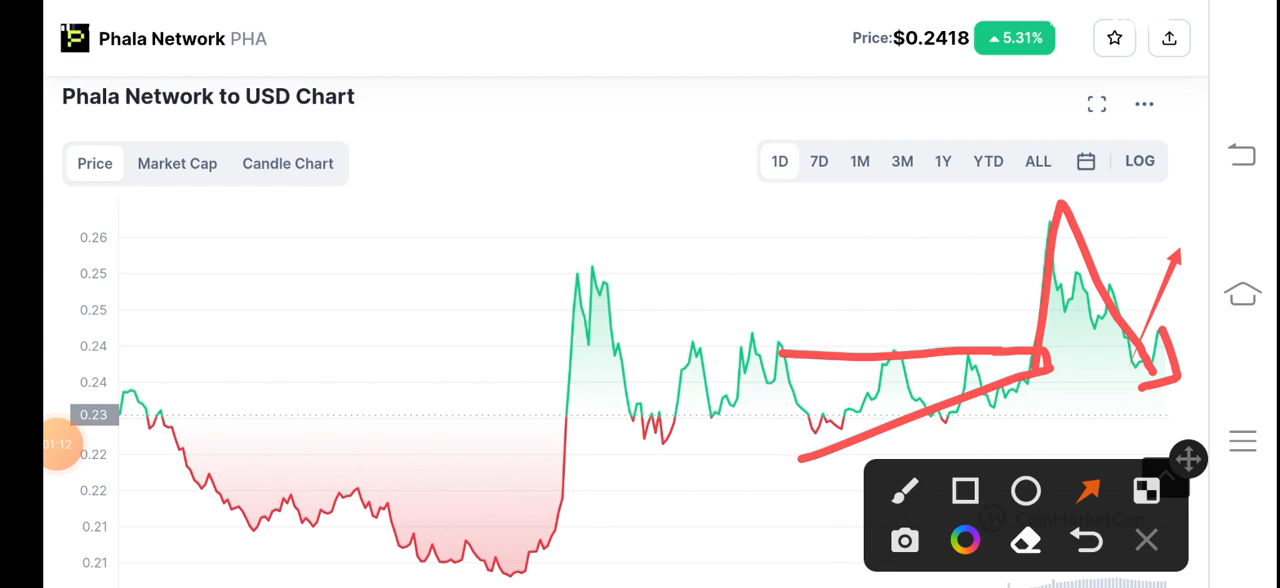 Phala Network PHA
Price:$0.2418 5.31%
Phala Network to USD Chart
Price Market Cap Candle Chart
1D 7D 1M 3M 1Y YTD ALL LOG
0.26
0.25
0.25
0.24
0.24
0.23
0.22
0.22
0.21
0.21
01:12
CoinMarketCap